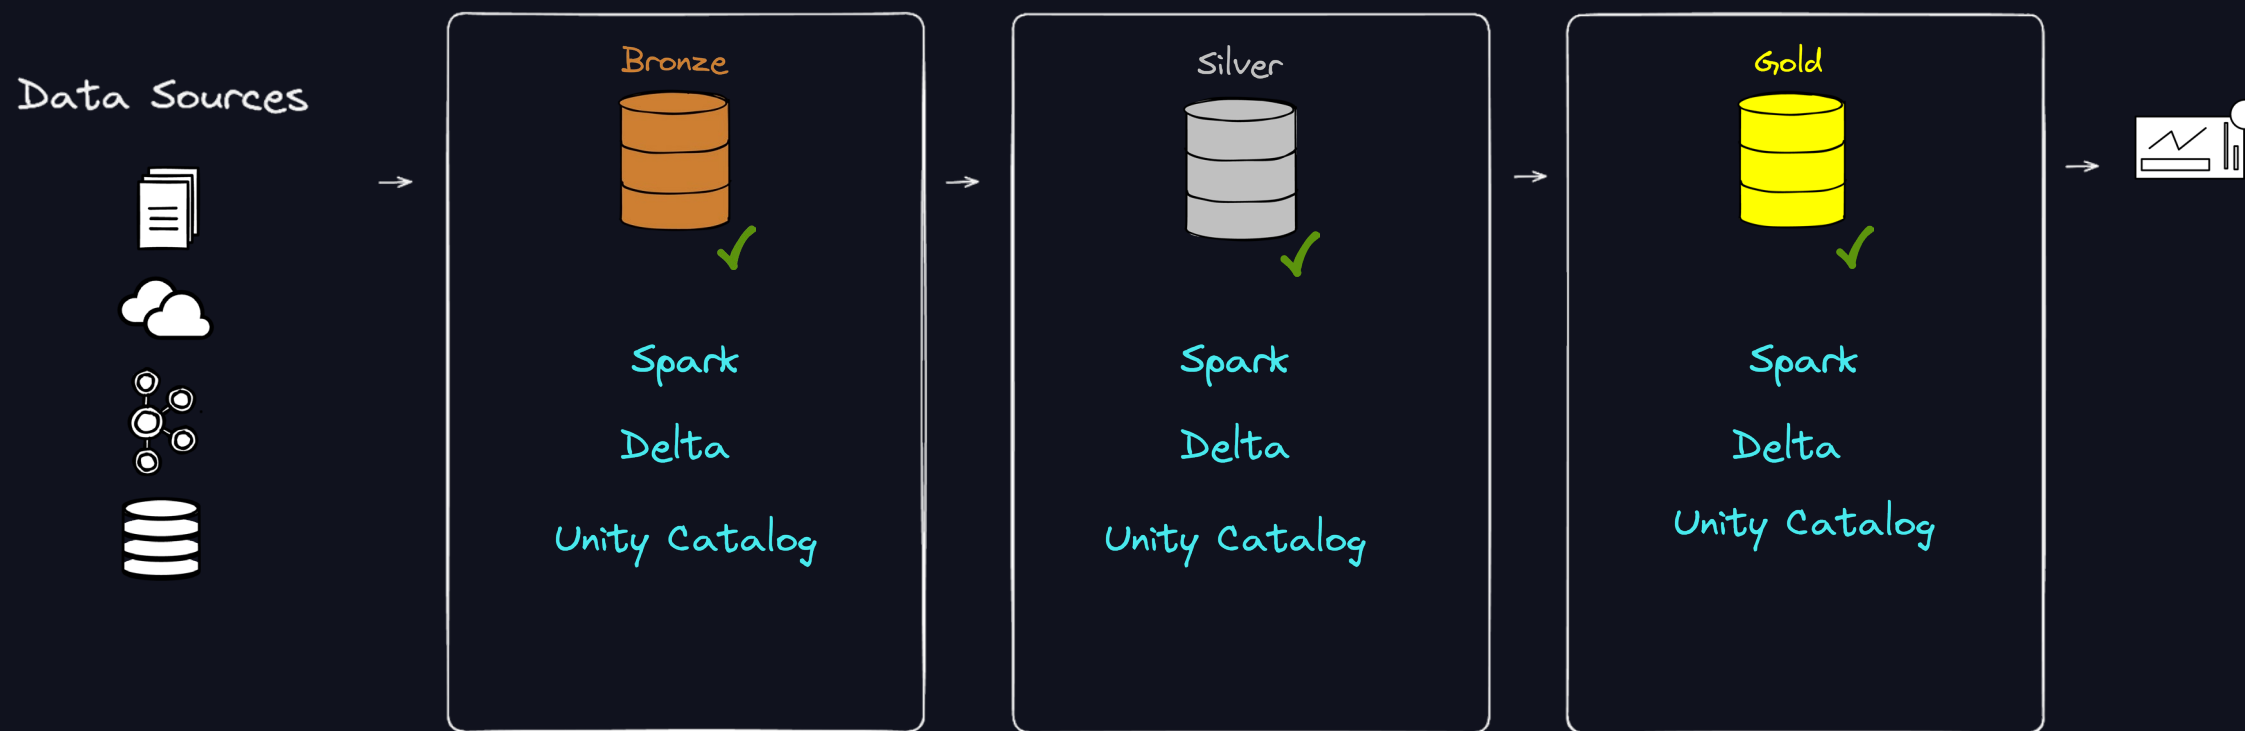 Data Sources
Bronze
Spark
Delta
Unity Catalog
Silver
Spark
Delta
Unity Catalog
Gold
Spark
Delta
Unity Catalog